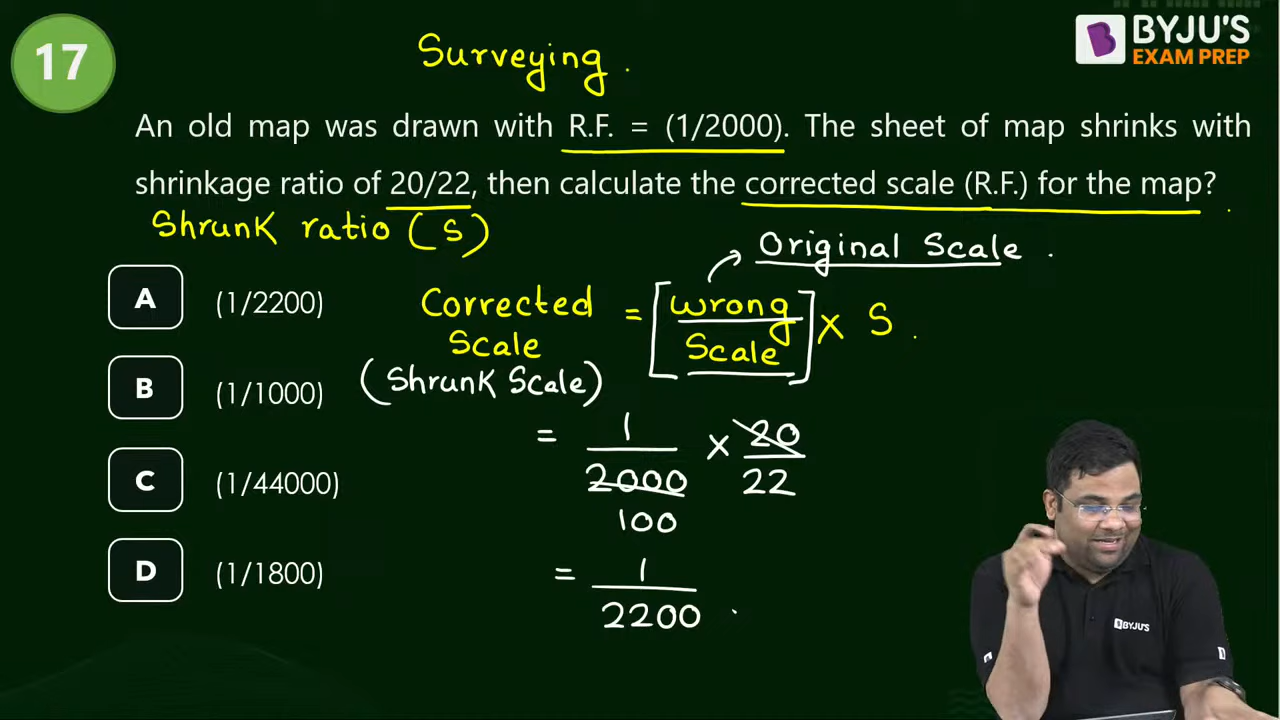 17
Surveying.
BYJU'S
EXAM PREP
An old map was drawn with R.F. = (1/2000). The sheet of map shrinks with
shrinkage ratio of 20/22, then calculate the corrected scale (R.F.) for the map?
Shrunk ratio (S)
Original Scale.
A (1/2200)
Corrected Scale = [Wrong Scale] × S.
(Shrunk Scale)
B (1/1000)
= 1/2000 × 20/22
100
C (1/44000)
= 1/2200.
D (1/1800)
BYJU'S